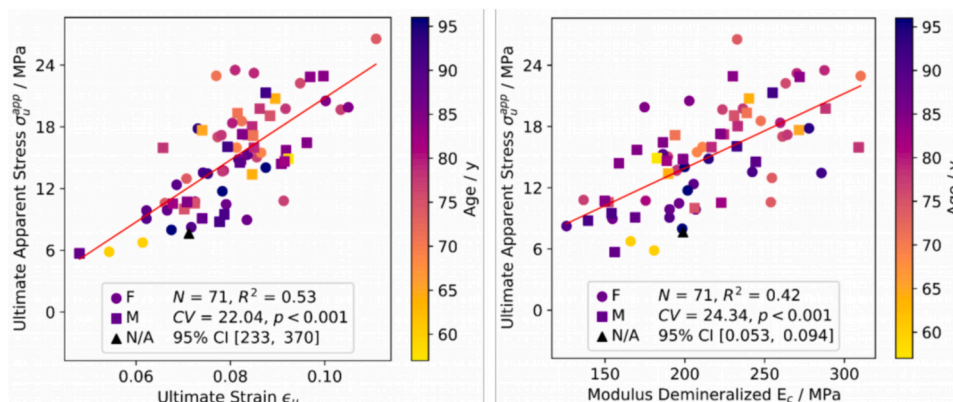 Ultimate Apparent Stress σ_u^app / MPa
24
18
12
6
0
F
M
N/A
N = 71, R² = 0.53
CV = 22.04, p < 0.001
95% CI [233, 370]
0.06
0.08
0.10
Ultimate Strain ϵ_u
95
90
85
80
75
70
65
60
Age / y
Ultimate Apparent Stress σ_u^app / MPa
24
18
12
6
0
F
M
N/A
N = 71, R² = 0.42
CV = 24.34, p < 0.001
95% CI [0.053, 0.094]
150
200
250
300
Modulus Demineralized E_c / MPa
95
90
85
80
75
70
65
60
Age / y